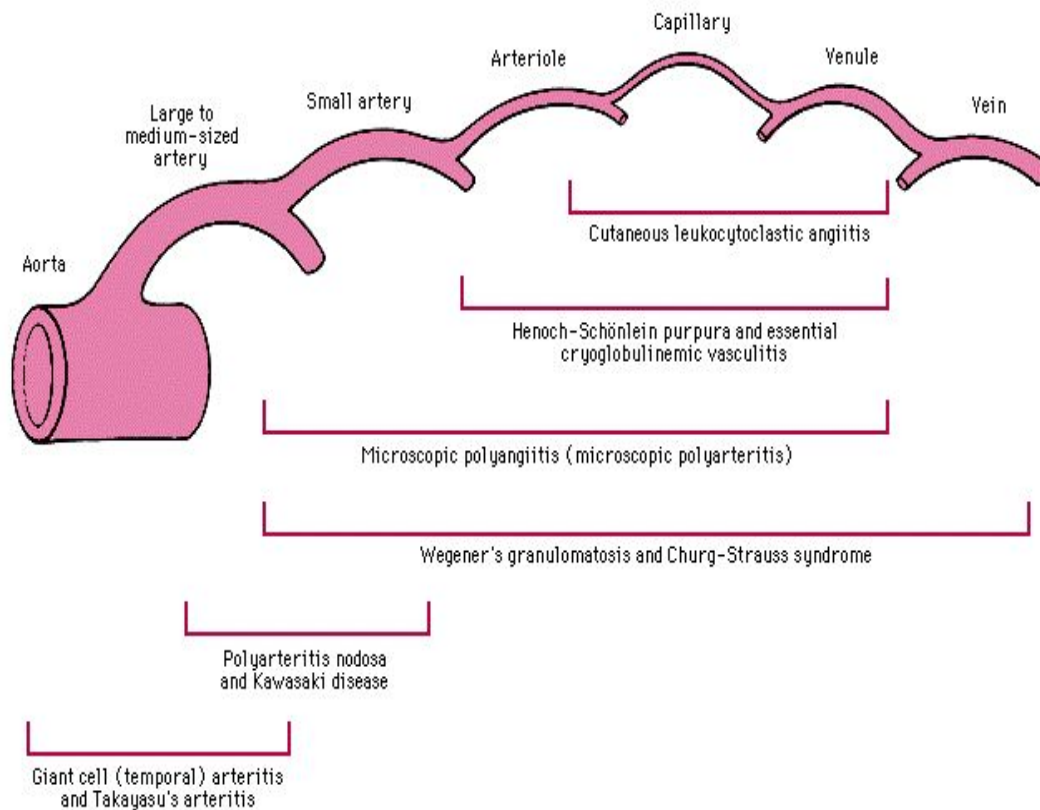 Capillary
Arteriole
Venule
Small artery
Large to
medium-sized
artery
Vein
Aorta
Cutaneous leukocytoclastic angiitis
Henoch-Schönlein purpura and essential
cryoglobulinemic vasculitis
Microscopic polyangiitis (microscopic polyarteritis)
Wegener's granulomatosis and Churg-Strauss syndrome
Polyarteritis nodosa
and Kawasaki disease
Giant cell (temporal) arteritis
and Takayasu's arteritis